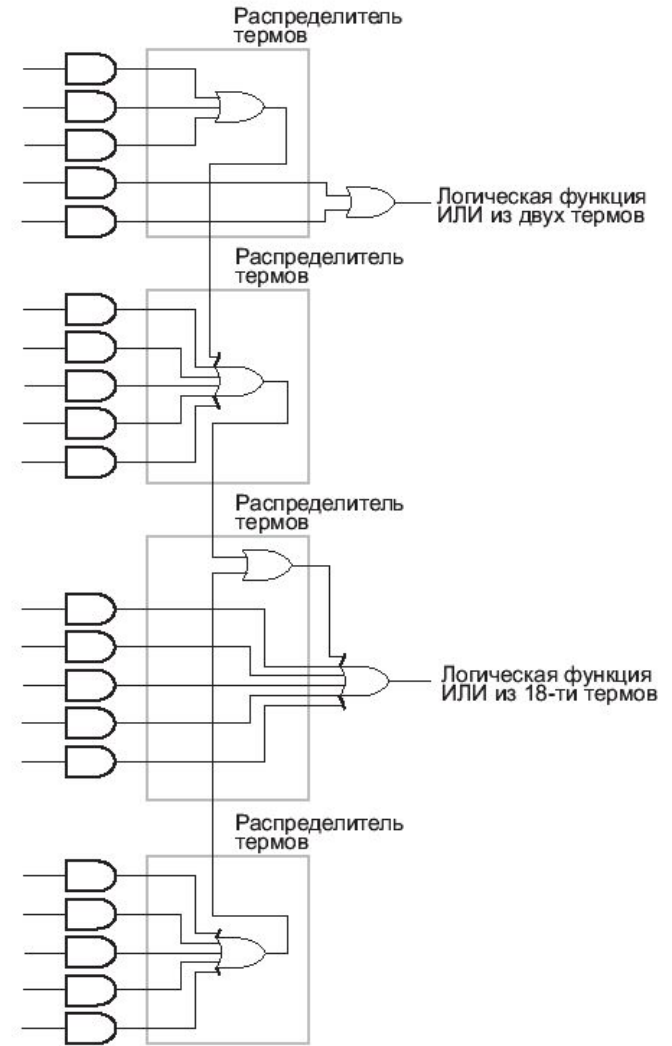 Распределитель
термов
Логическая функция
ИЛИ из двух термов
Распределитель
термов
Распределитель
термов
Логическая функция
ИЛИ из 18-ти термов
Распределитель
термов